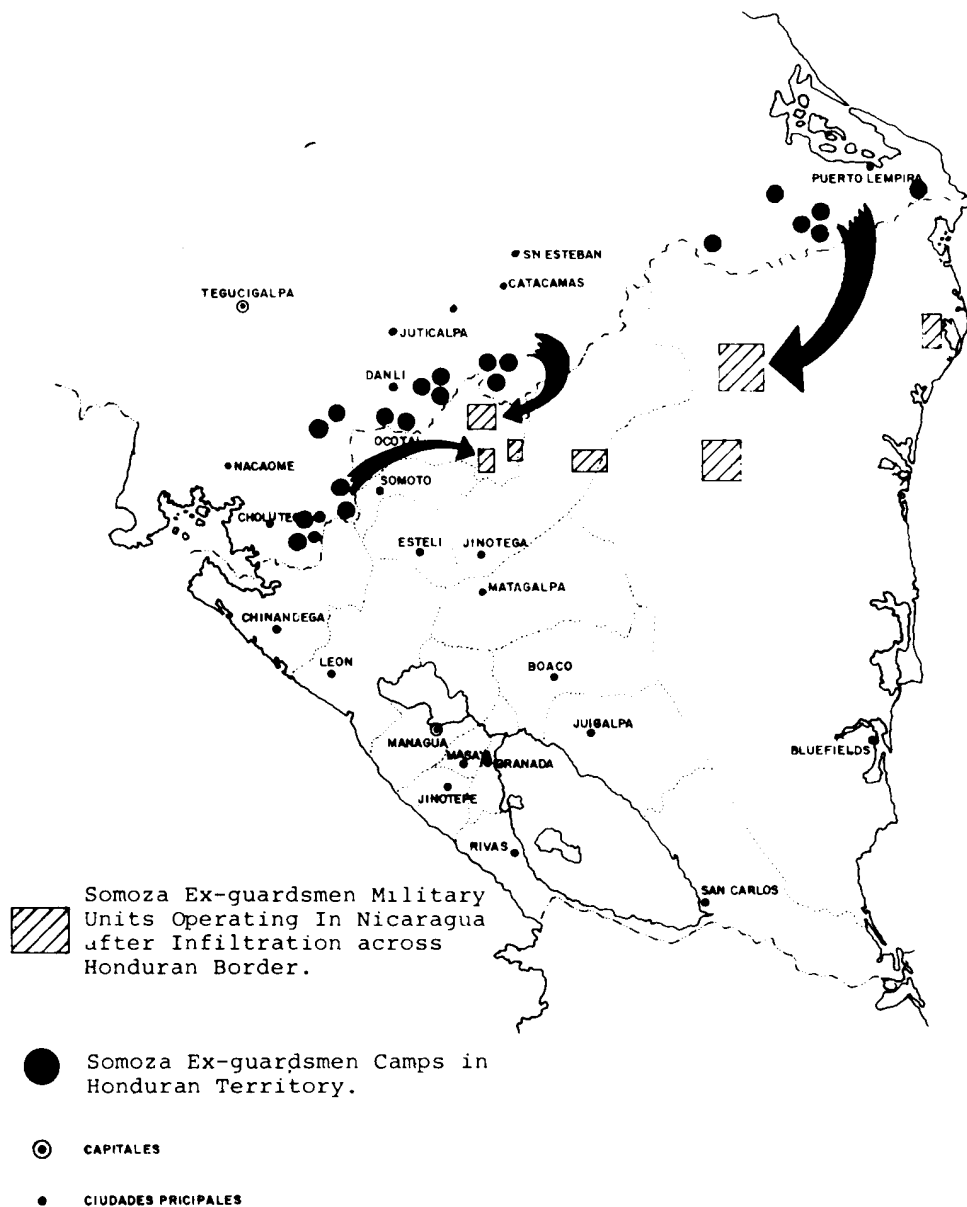 PUERTO LEMPIRA
SN ESTEBAN
CATACAMAS
TEGUCIGALPA
JUTICALPA
DANLI
OCOTAL
NACAOME
SOMOTO
CHOLUTECA
ESTELI
JINOTEGA
MATAGALPA
CHINANDEGA
LEON
BOACO
JUIGALPA
MANAGUA
BLUEFIELDS
MASAYA
GRANADA
JINOTEPE
RIVAS
SAN CARLOS
Somoza Ex-guardsmen Military
Units Operating In Nicaragua
after Infiltration across
Honduran Border.
Somoza Ex-guardsmen Camps in
Honduran Territory.
CAPITALES
CIUDADES PRICIPALES